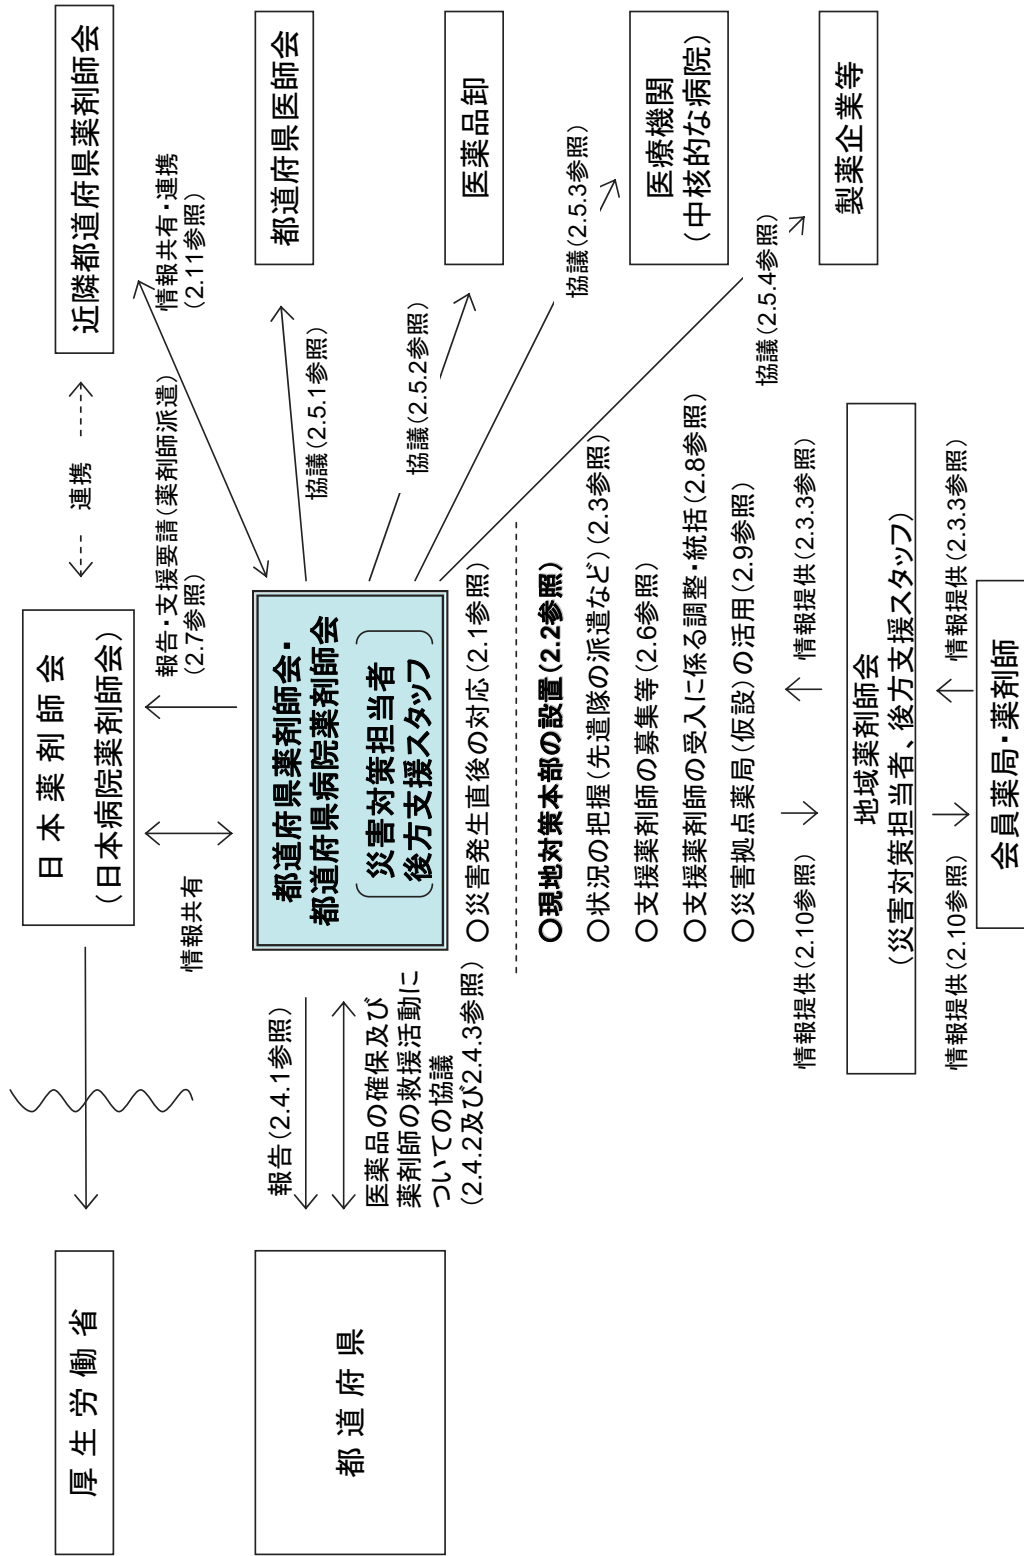 厚生労働省
日本薬剤師会
(日本病院薬剤師会)
連携
近隣都道府県薬剤師会
情報共有
報告・支援要請(薬剤師派遣)
(2.7参照)
情報共有・連携
(2.11参照)
都道府県
報告(2.4.1参照)
医薬品の確保及び
薬剤師の救援活動に
ついての協議
(2.4.2及び2.4.3参照)
都道府県薬剤師会・
都道府県病院薬剤師会
災害対策担当者
後方支援スタッフ
協議(2.5.1参照)
都道府県医師会
協議(2.5.2参照)
医薬品卸
協議(2.5.3参照)
医療機関
(中核的な病院)
協議(2.5.4参照)
製薬企業等
○災害発生直後の対応(2.1参照)
○現地対策本部の設置(2.2参照)
○状況の把握(先遣隊の派遣など)(2.3参照)
○支援薬剤師の募集等(2.6参照)
○支援薬剤師の受入に係る調整・統括(2.8参照)
○災害拠点薬局(仮設)の活用(2.9参照)
情報提供(2.10参照)
情報提供(2.3.3参照)
地域薬剤師会
(災害対策担当者、後方支援スタッフ)
情報提供(2.10参照)
情報提供(2.3.3参照)
会員薬局・薬剤師